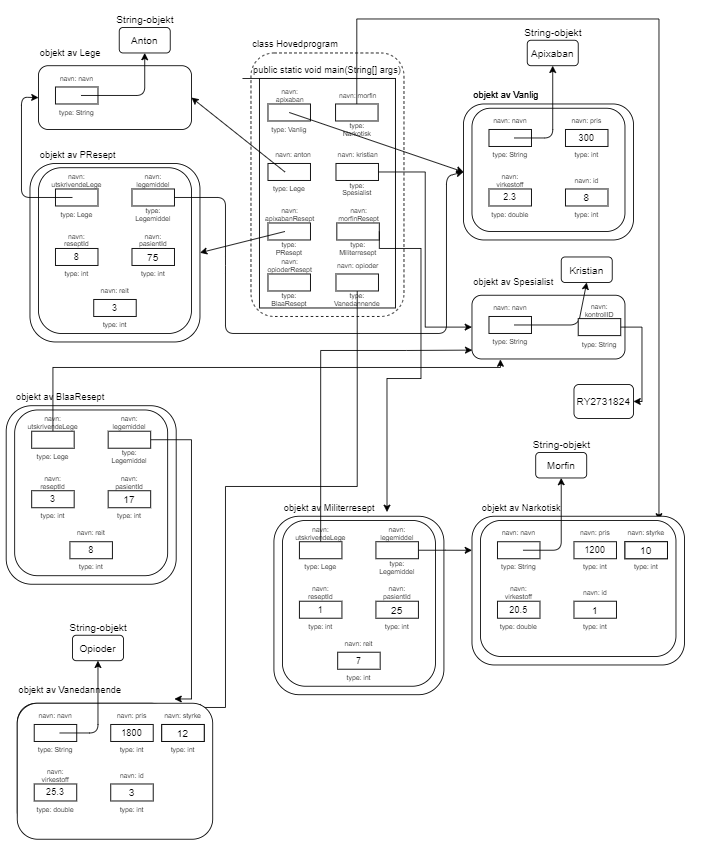 String-objekt
Anton
objekt av Lege
navn: navn
type: String
class Hovedprogram
public static void main(String[] args)
navn:
apixaban
type: Vanlig
navn: morfin
type:
Narkotisk
navn: anton
type: Lege
navn: kristian
type:
Spesialist
navn:
apixabanResept
type:
PResept
navn:
morfinResept
type:
Militerresept
navn:
opioderResept
type:
BlaaResept
navn: opioder
type:
Vanedannende
String-objekt
Apixaban
objekt av Vanlig
navn: navn
type: String
navn: pris
300
type: int
navn:
virkestoff
2.3
type: double
navn: id
8
type: int
objekt av PResept
navn:
utskrivendeLege
type: Lege
navn:
legemiddel
type:
Legemiddel
navn:
reseptId
8
type: int
navn:
pasientId
75
type: int
navn: reit
3
type: int
Kristian
objekt av Spesialist
navn: navn
type: String
navn:
kontrollID
type: String
RY2731824
objekt av BlaaResept
navn:
utskrivendeLege
type: Lege
navn:
legemiddel
type:
Legemiddel
navn:
reseptId
3
type: int
navn:
pasientId
17
type: int
navn: reit
8
type: int
String-objekt
Morfin
objekt av Militerresept
navn:
utskrivendeLege
type: Lege
navn:
legemiddel
type:
Legemiddel
navn:
reseptId
1
type: int
navn:
pasientId
25
type: int
navn: reit
7
type: int
objekt av Narkotisk
navn: navn
type: String
navn: pris
1200
type: int
navn: styrke
10
type: int
navn:
virkestoff
20.5
type: double
navn: id
1
type: int
String-objekt
Opioder
objekt av Vanedannende
navn: navn
type: String
navn: pris
1800
type: int
navn: styrke
12
type: int
navn:
virkestoff
25.3
type: double
navn: id
3
type: int